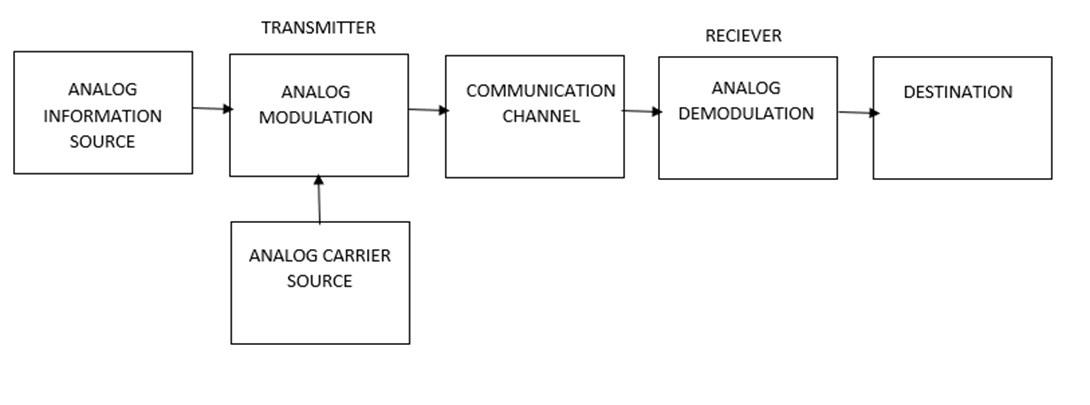 TRANSMITTER
RECIEVER
ANALOG
INFORMATION
SOURCE
ANALOG
MODULATION
COMMUNICATION
CHANNEL
ANALOG
DEMODULATION
DESTINATION
ANALOG CARRIER
SOURCE